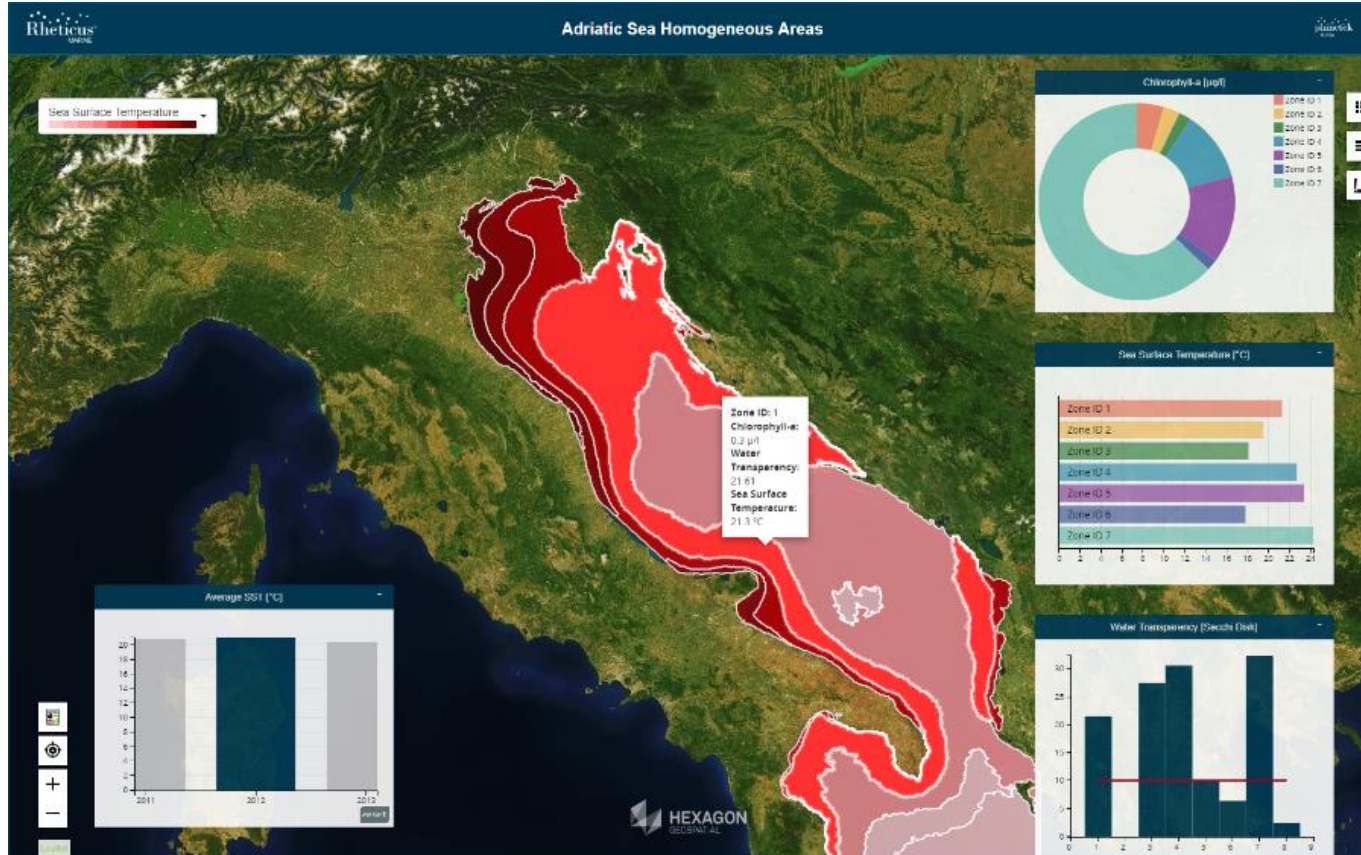 Rheticus
MARINE
Adriatic Sea Homogeneous Areas
planetek
Sea Surface Temperature
Chlorophyll-a [µg/l]
Zone ID 1
Zone ID 2
Zone ID 3
Zone ID 4
Zone ID 5
Zone ID 6
Zone ID 7
Sea Surface Temperature [°C]
Zone ID 1
Zone ID 2
Zone ID 3
Zone ID 4
Zone ID 5
Zone ID 6
Zone ID 7
0 2 4 6 8 10 12 14 16 18 20 22 24
Zone ID: 1
Chlorophyll-a:
0.3 µ/l
Water
Transparency:
21.61
Sea Surface
Temperature:
21.3 °C
Average SST [°C]
20
18
16
14
12
10
8
6
4
2
0
2011 2012 2013
reset
Water Transparency (Secchi Disk)
30
25
20
15
10
5
0
0 1 2 3 4 5 6 7 8 9
+
−
Leaflet
HEXAGON
GEOSPATIAL